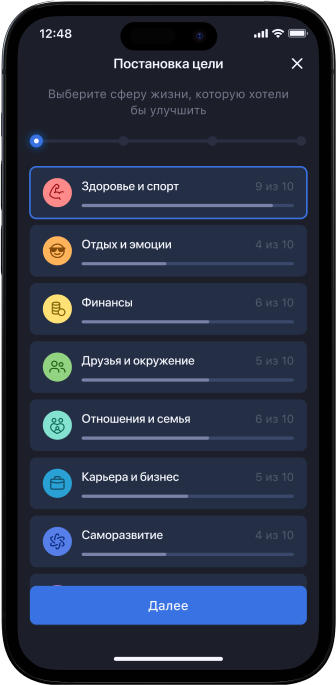 12:48
Постановка цели
Выберите сферу жизни, которую хотели
бы улучшить
Здоровье и спорт 9 из 10
Отдых и эмоции 4 из 10
Финансы 6 из 10
Друзья и окружение 5 из 10
Отношения и семья 6 из 10
Карьера и бизнес 5 из 10
Саморазвитие 4 из 10
Далее